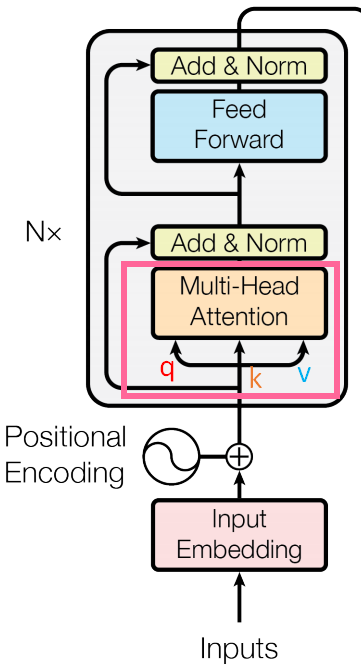 Add & Norm
Feed
Forward
N×
Add & Norm
Multi-Head
Attention
q
k
v
Positional
Encoding
Input
Embedding
Inputs